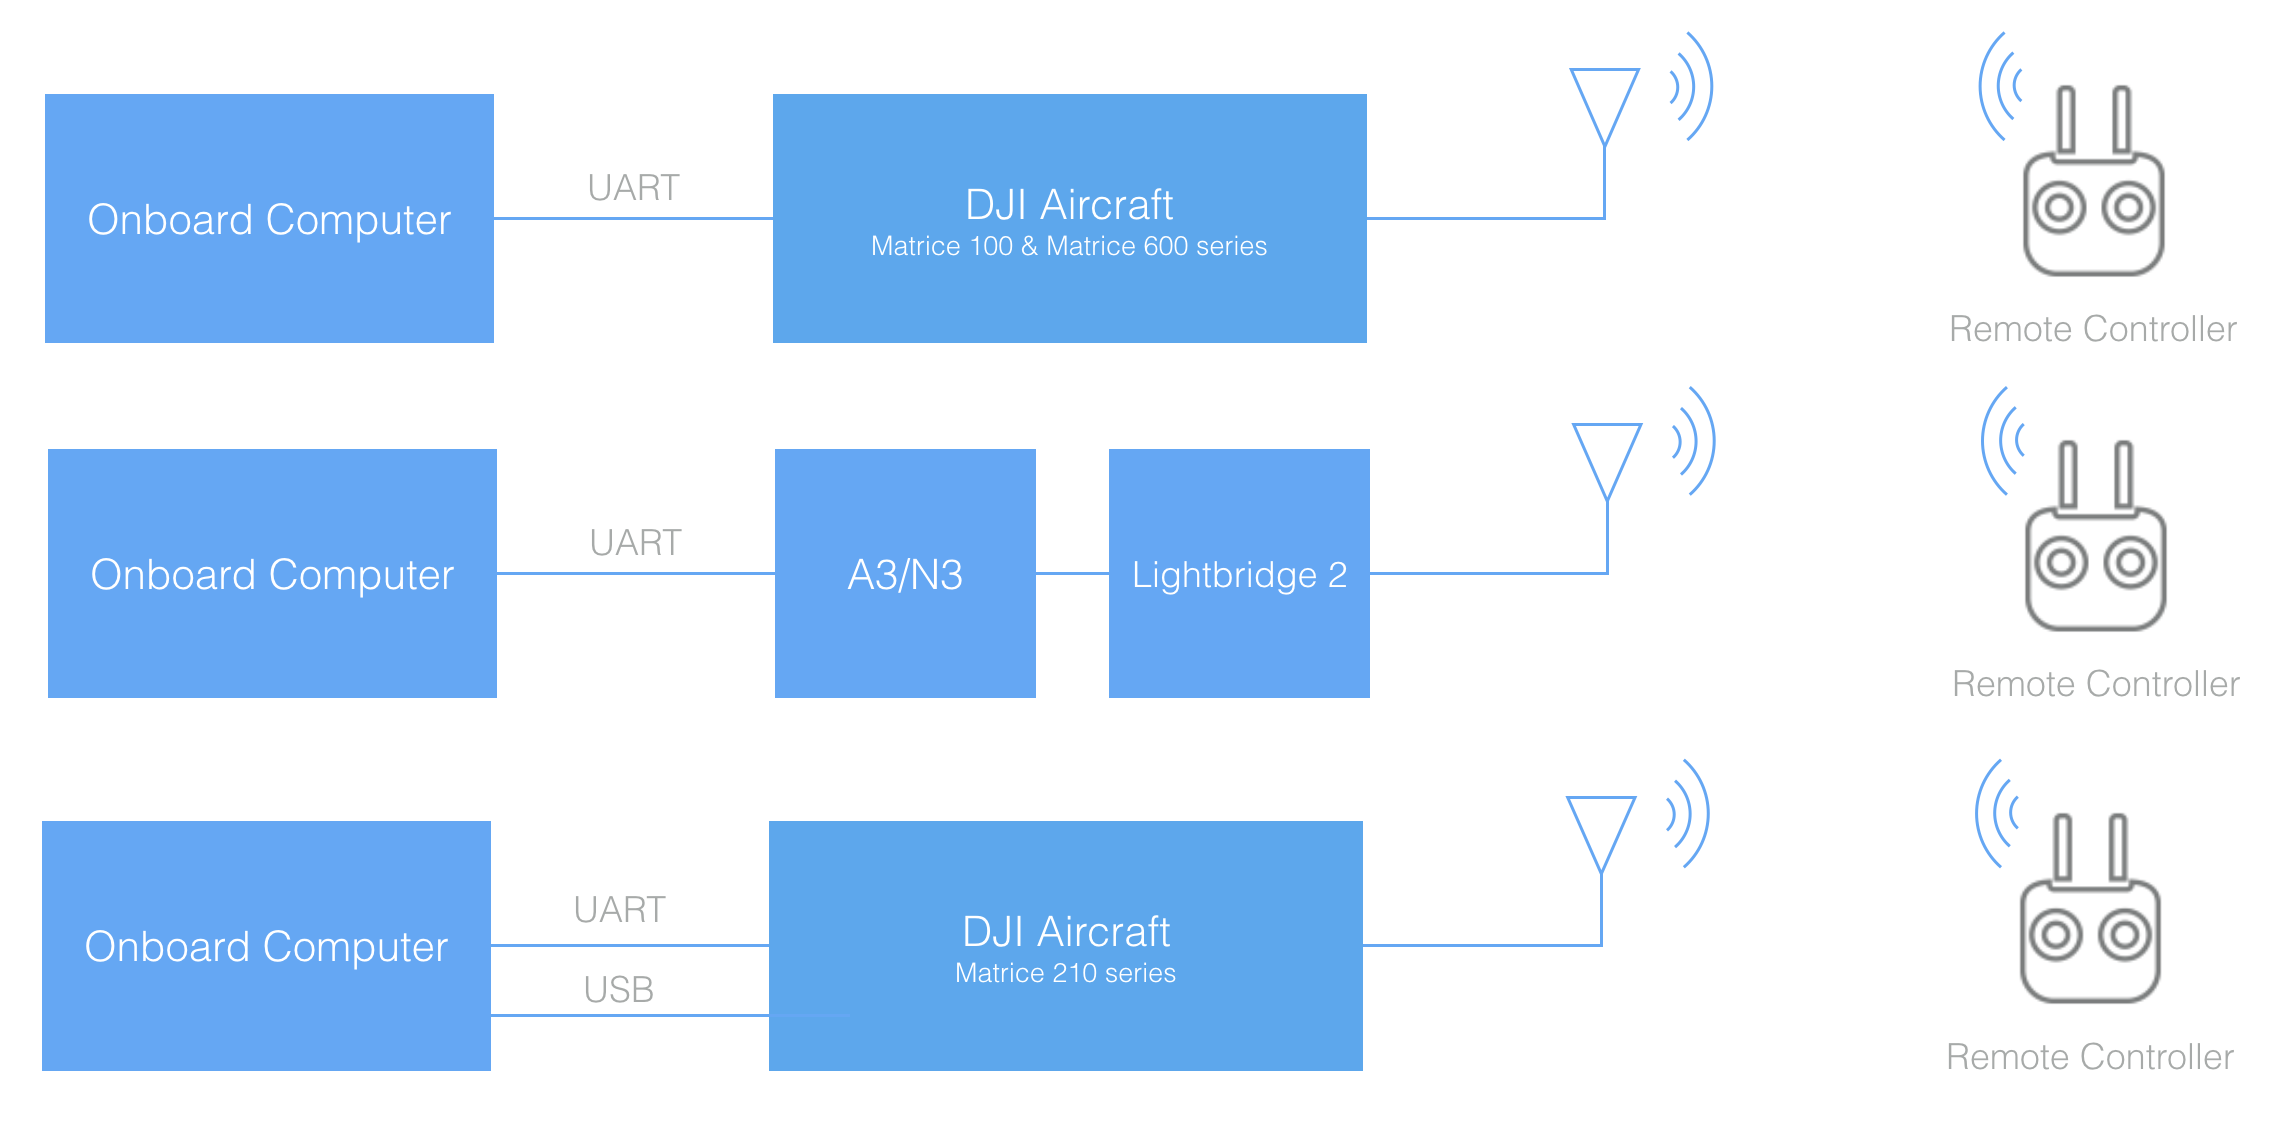 Onboard Computer
UART
DJI Aircraft
Matrice 100 & Matrice 600 series
Remote Controller
Onboard Computer
UART
A3/N3
Lightbridge 2
Remote Controller
Onboard Computer
UART
USB
DJI Aircraft
Matrice 210 series
Remote Controller